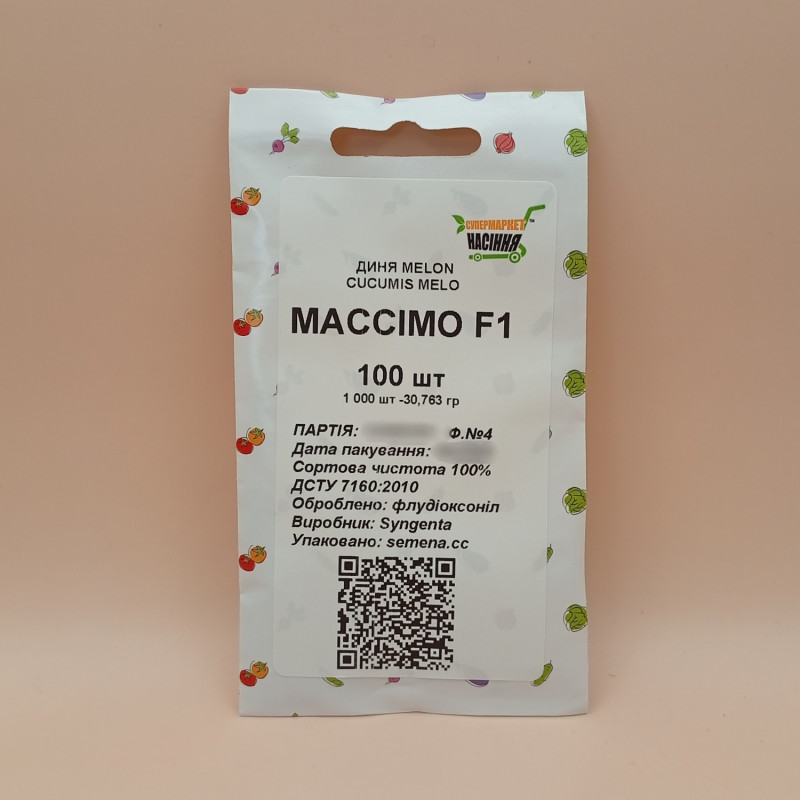 СУПЕРМАРКЕТ
НАСІННЯ
ДИНЯ MELON
CUCUMIS MELO
МАССІМО F1
100 шт
1 000 шт -30,763 гр
ПАРТІЯ: Ф.№4
Дата пакування:
Сортова чистота 100%
ДСТУ 7160:2010
Оброблено: флудіоксоніл
Виробник: Syngenta
Упаковано: semena.cc